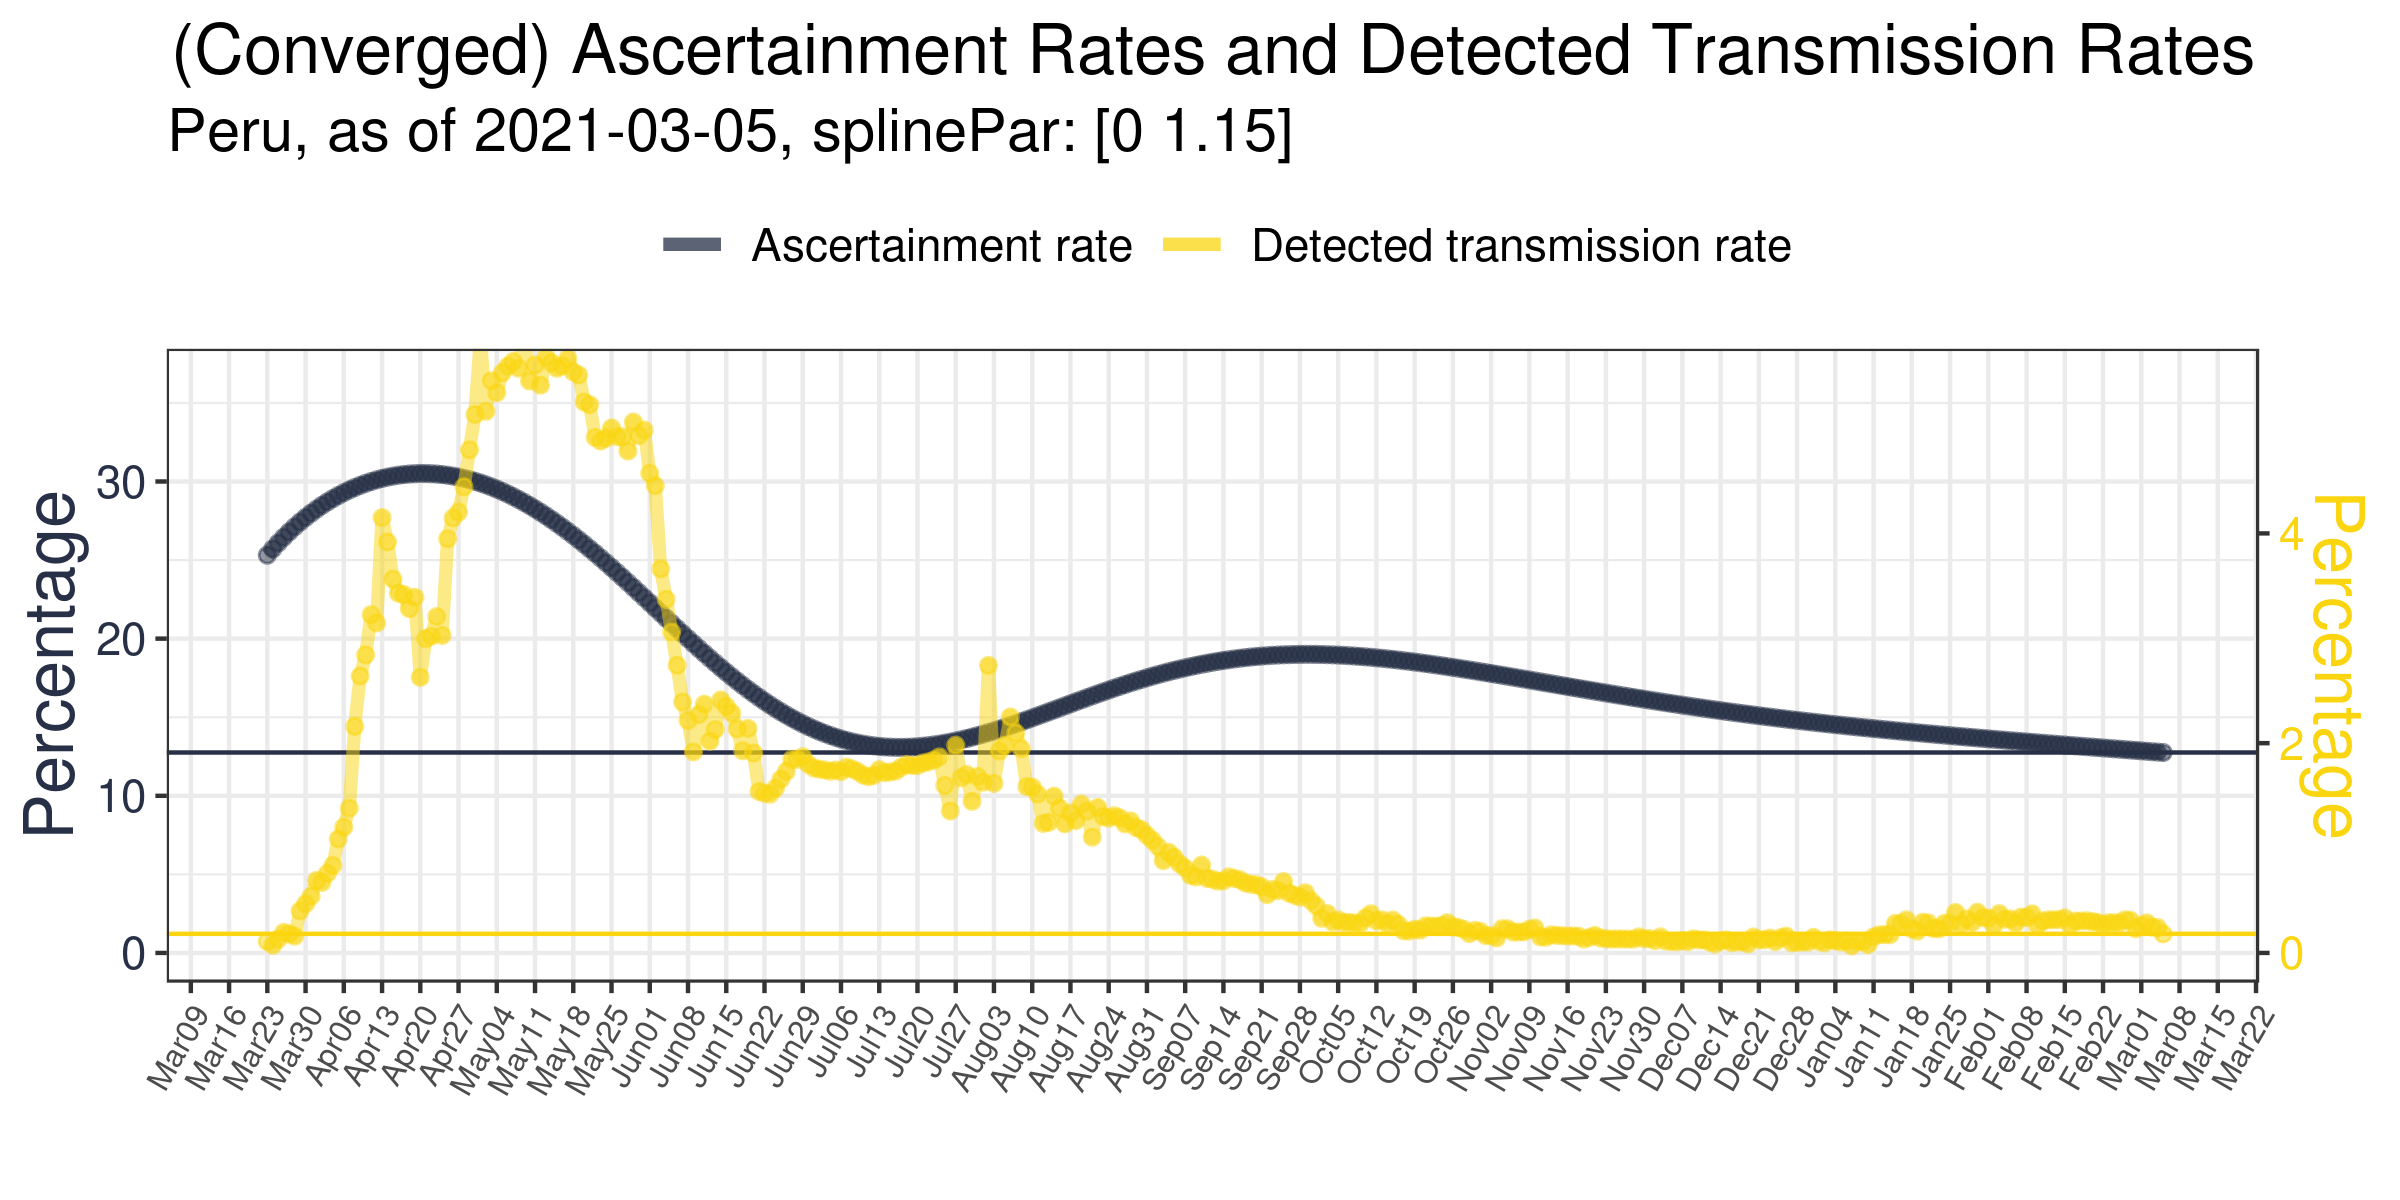 (Converged) Ascertainment Rates and Detected Transmission Rates
Peru, as of 2021-03-05, splinePar: [0 1.15]
Ascertainment rate
Detected transmission rate
Percentage
30
20
10
0
4
2
0
Percentage
Mar09
Mar16
Mar23
Mar30
Apr06
Apr13
Apr20
Apr27
May04
May11
May18
May25
Jun01
Jun08
Jun15
Jun22
Jun29
Jul06
Jul13
Jul20
Jul27
Aug03
Aug10
Aug17
Aug24
Aug31
Sep07
Sep14
Sep21
Sep28
Oct05
Oct12
Oct19
Oct26
Nov02
Nov09
Nov16
Nov23
Nov30
Dec07
Dec14
Dec21
Dec28
Jan04
Jan11
Jan18
Jan25
Feb01
Feb08
Feb15
Feb22
Mar01
Mar08
Mar15
Mar22